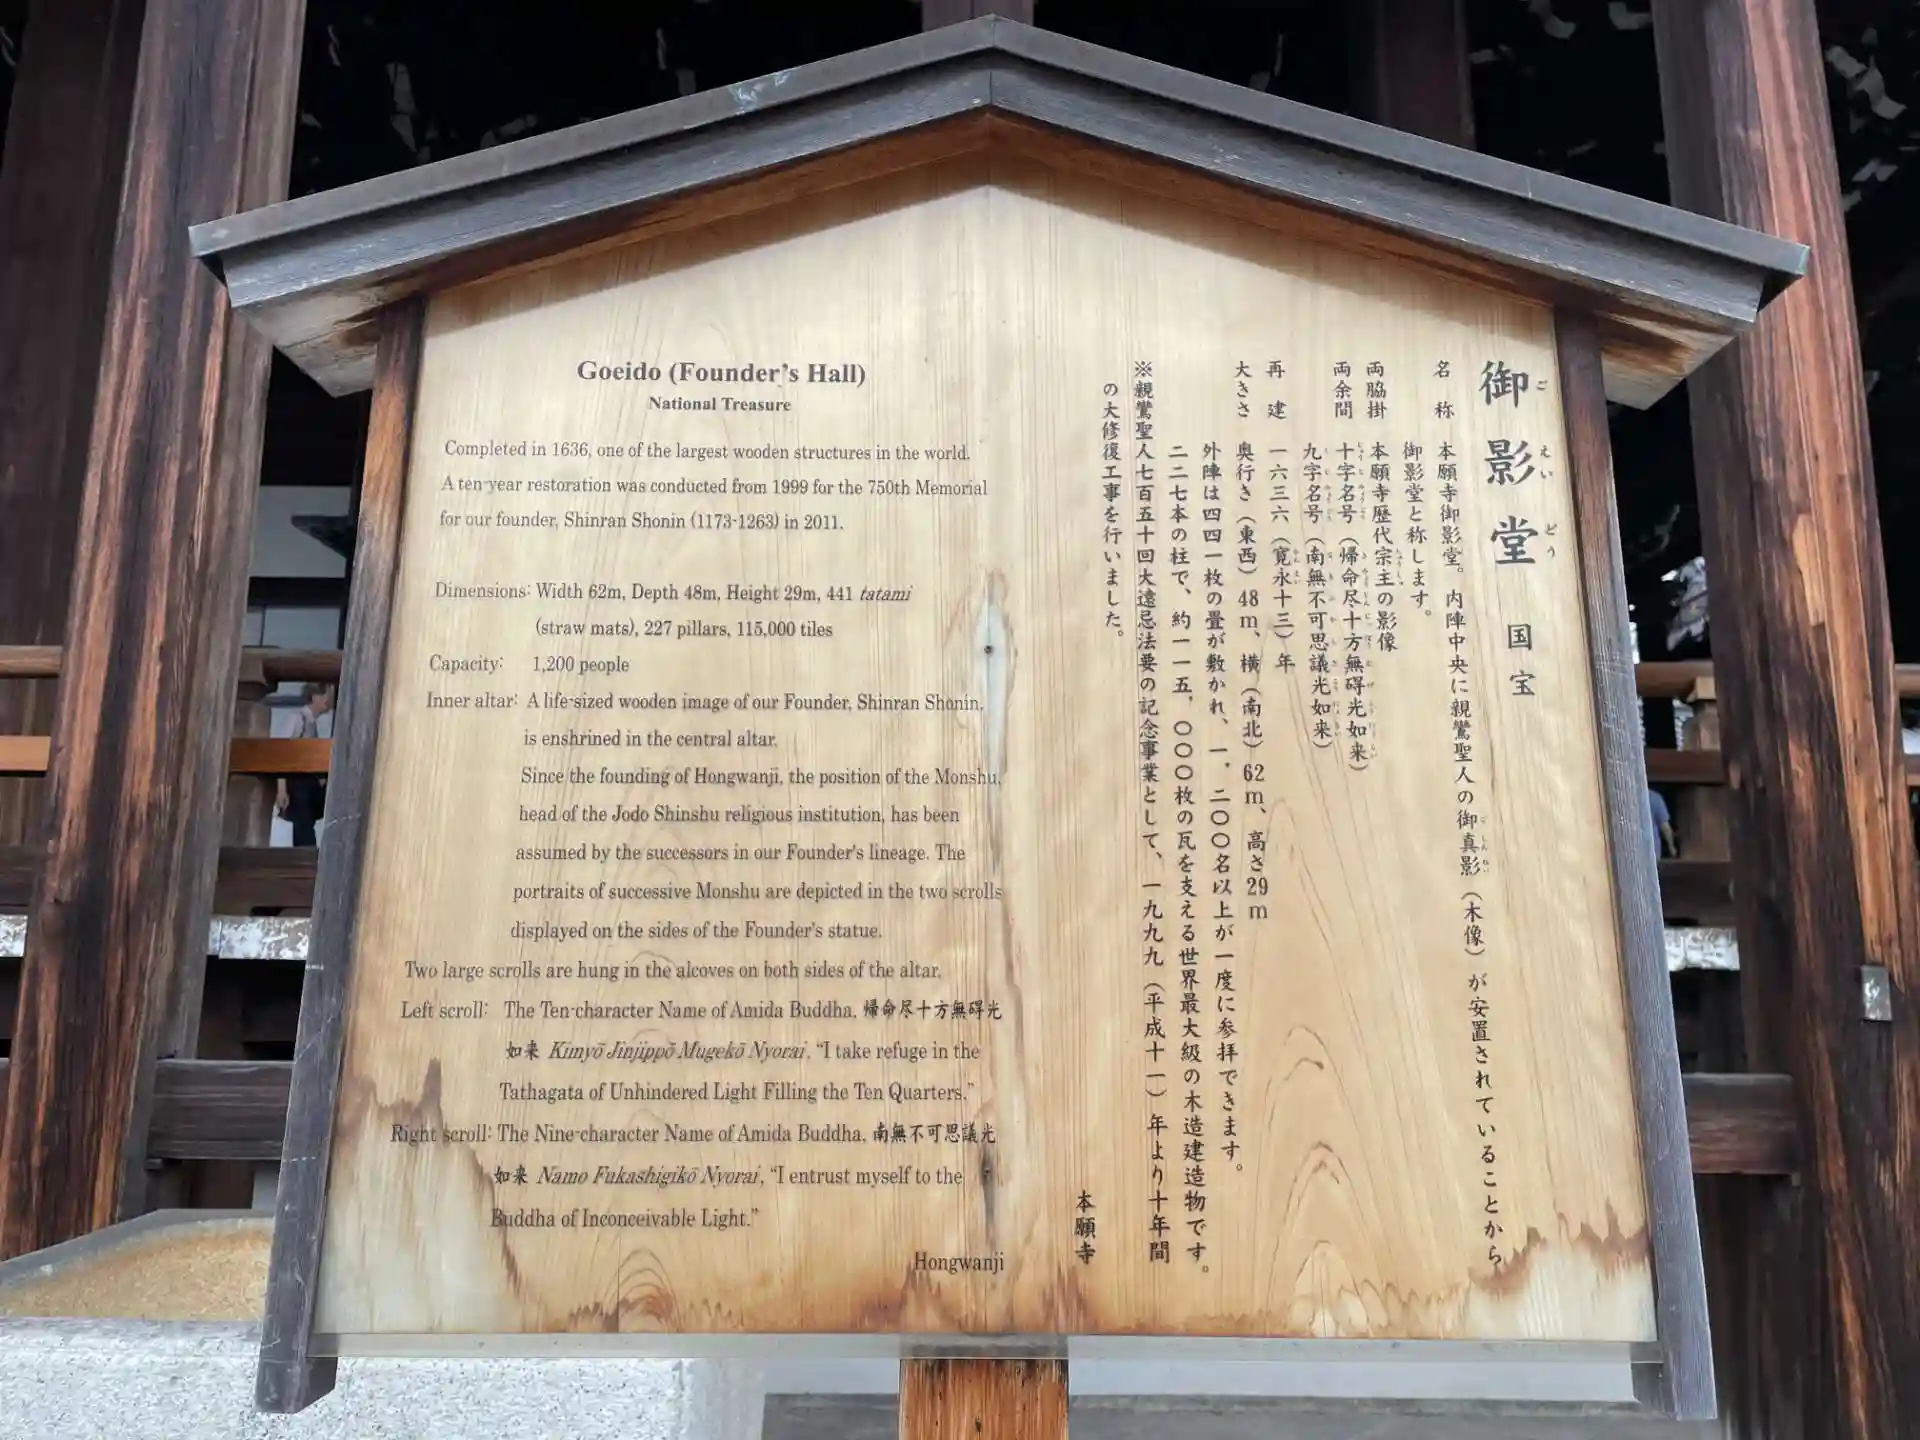 Goeido (Founder's Hall)
National Treasure
Completed in 1636, one of the largest wooden structures in the world.
A ten-year restoration was conducted from 1999 for the 750th Memorial
for our founder, Shinran Shonin (1173-1263) in 2011.
Dimensions: Width 62m, Depth 48m, Height 29m, 441 tatami
(straw mats), 227 pillars, 115,000 tiles
Capacity: 1,200 people
Inner altar: A life-sized wooden image of our Founder, Shinran Shonin,
is enshrined in the central altar.
Since the founding of Hongwanji, the position of the Monshu,
head of the Jodo Shinshu religious institution, has been
assumed by the successors in our Founder's lineage. The
portraits of successive Monshu are depicted in the two scrolls
displayed on the sides of the Founder's statue.
Two large scrolls are hung in the alcoves on both sides of the altar.
Left scroll: The Ten-character Name of Amida Buddha, 帰命尽十方無碍光
如来 Kimyō Jinjippō Mugekō Nyorai, “I take refuge in the
Tathagata of Unhindered Light Filling the Ten Quarters.”
Right scroll: The Nine-character Name of Amida Buddha, 南無不可思議光
如来 Namo Fukashigikō Nyorai, “I entrust myself to the
Buddha of Inconceivable Light.”
Hongwanji
御影堂 国宝
ご えい どう
名称 本願寺御影堂。内陣中央に親鸞聖人の御真影（木像）が安置されていることから
御影堂と称します。
両脇掛 本願寺歴代宗主の影像
両余間 十字名号（帰命尽十方無碍光如来）
九字名号（南無不可思議光如来）
再建 一六三六（寛永十三）年
大きさ 奥行き（東西）48m、横（南北）62m、高さ29m
外陣は四四一枚の畳が敷かれ、一，二〇〇名以上が一度に参拝できます。
二二七本の柱で、約一一五，〇〇〇枚の瓦を支える世界最大級の木造建造物です。
※親鸞聖人七百五十回大遠忌法要の記念事業として、一九九九（平成十一）年より十年間
の大修復工事を行いました。
本願寺